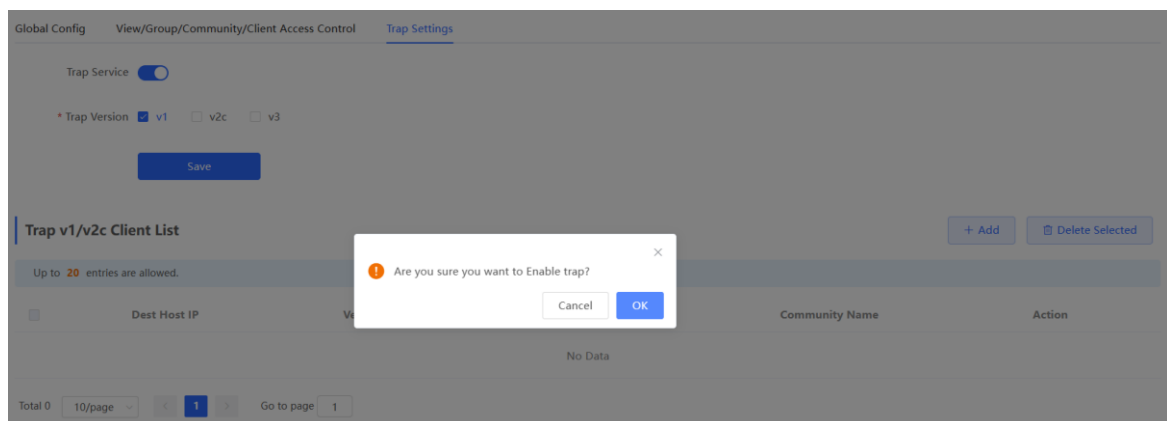 Global Config View/Group/Community/Client Access Control Trap Settings
Trap Service
* Trap Version v1 v2c v3
Save
Trap v1/v2c Client List
+ Add Delete Selected
Up to 20 entries are allowed.
Are you sure you want to Enable trap?
Cancel OK
Dest Host IP Community Name Action
No Data
Total 0 10/page < 1 > Go to page 1